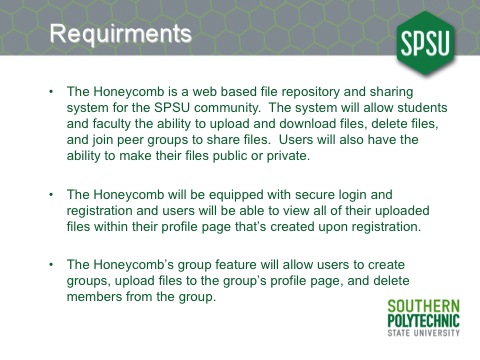 Requirments
SPSU
• The Honeycomb is a web based file repository and sharing
system for the SPSU community.  The system will allow students
and faculty the ability to upload and download files, delete files,
and join peer groups to share files.  Users will also have the
ability to make their files public or private.
• The Honeycomb will be equipped with secure login and
registration and users will be able to view all of their uploaded
files within their profile page that's created upon registration.
• The Honeycomb's group feature will allow users to create
groups, upload files to the group's profile page, and delete
members from the group.
SOUTHERN
POLYTECHNIC
STATE UNIVERSITY